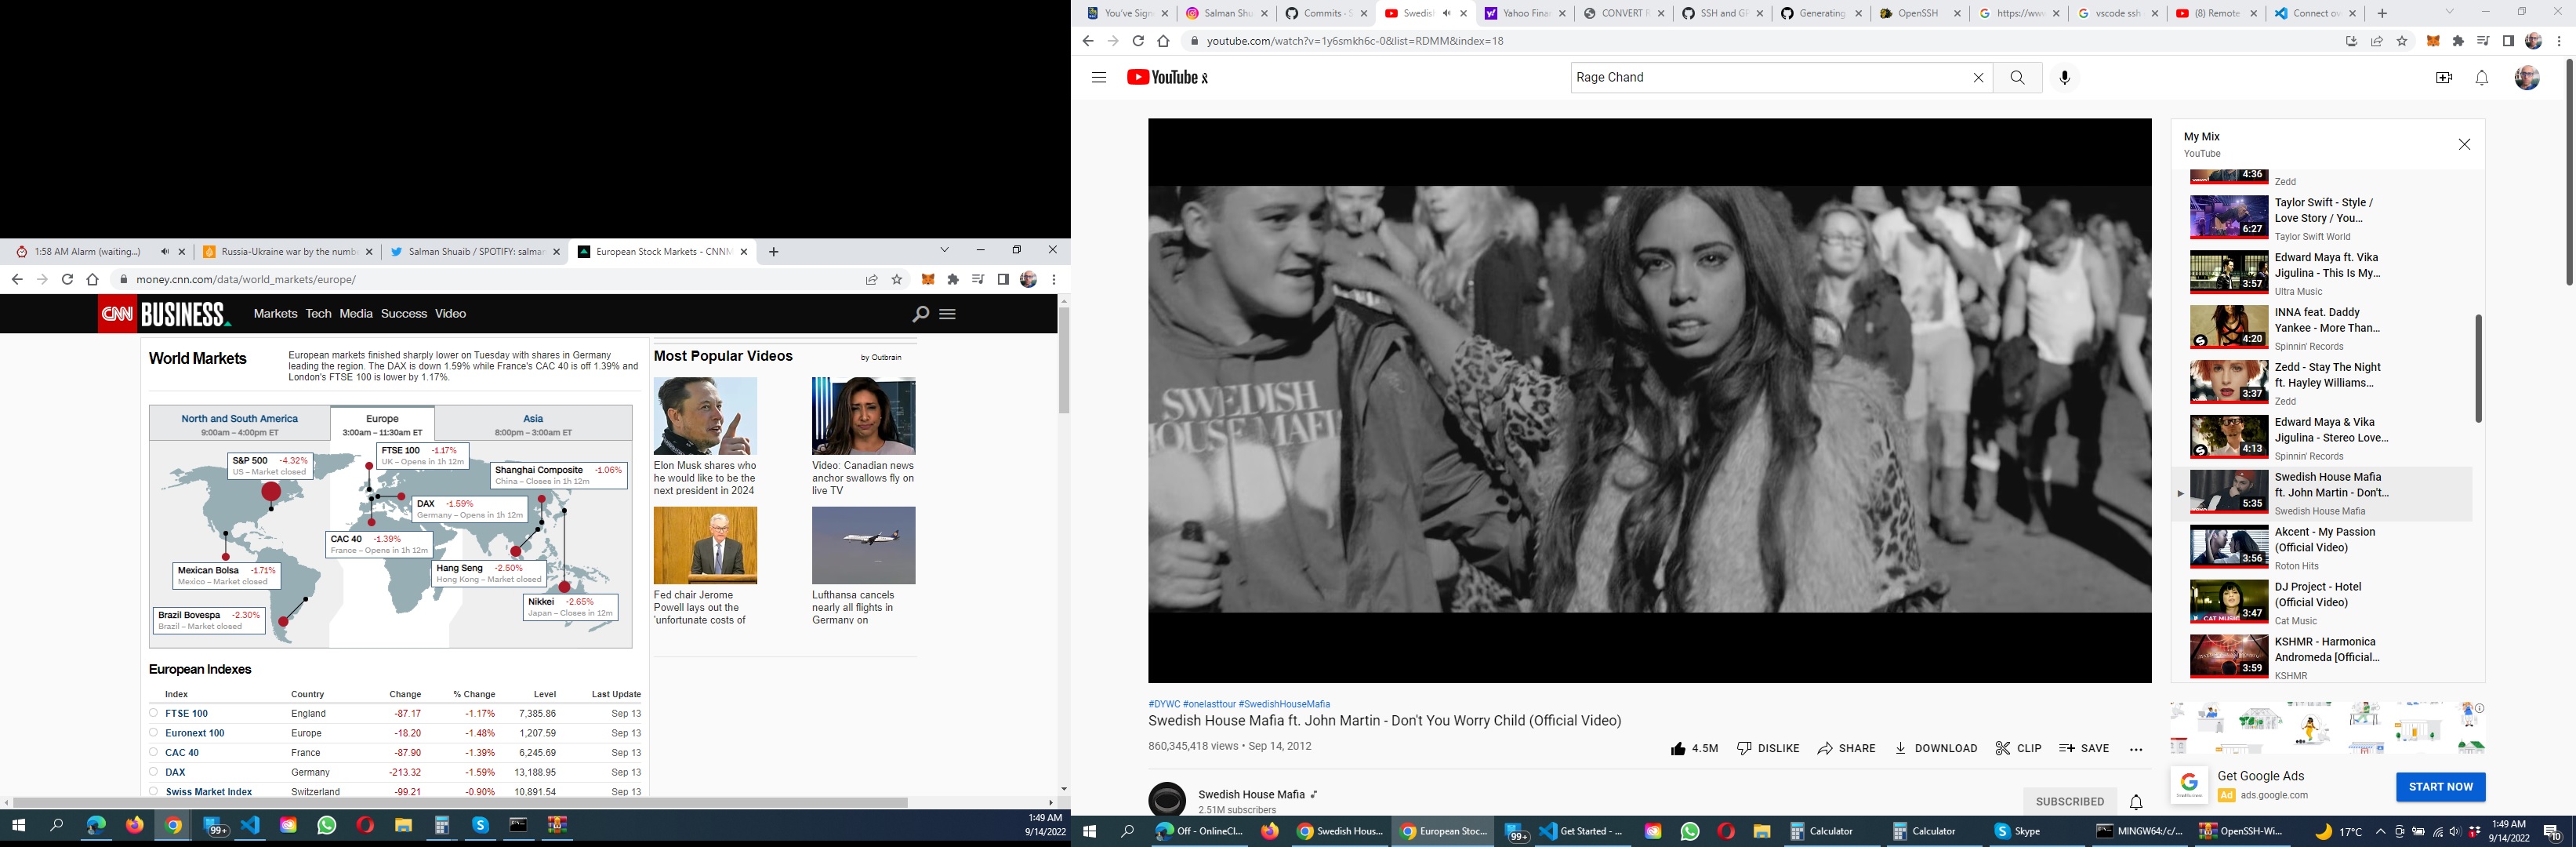 1:58 AM Alarm (waiting...)
Russia-Ukraine war by the numbe
Salman Shuaib / SPOTIFY: salmar
European Stock Markets - CNNM
money.cnn.com/data/world_markets/europe/
CNN BUSINESS
Markets Tech Media Success Video
World Markets
European markets finished sharply lower on Tuesday with shares in Germany
leading the region. The DAX is down 1.59% while France's CAC 40 is off 1.39% and
London's FTSE 100 is lower by 1.17%.
North and South America
9:00am – 4:00pm ET
Europe
3:00am – 11:30am ET
Asia
8:00pm – 3:00am ET
S&P 500 -4.32%
US – Market closed
FTSE 100 -1.17%
UK – Opens in 1h 12m
Shanghai Composite -1.06%
China – Closes in 1h 12m
DAX -1.59%
Germany – Opens in 1h 12m
CAC 40 -1.39%
France – Opens in 1h 12m
Mexican Bolsa -1.71%
Mexico – Market closed
Hang Seng -2.50%
Hong Kong – Market closed
Nikkei -2.65%
Japan – Closes in 12m
Brazil Bovespa -2.30%
Brazil – Market closed
European Indexes
Index Country Change % Change Level Last Update
FTSE 100 England -87.17 -1.17% 7,385.86 Sep 13
Euronext 100 Europe -18.20 -1.48% 1,207.59 Sep 13
CAC 40 France -87.90 -1.39% 6,245.69 Sep 13
DAX Germany -213.32 -1.59% 13,188.95 Sep 13
Swiss Market Index Switzerland -99.21 -0.90% 10,891.54 Sep 13
Most Popular Videos
by Outbrain
Elon Musk shares who
he would like to be the
next president in 2024
Video: Canadian news
anchor swallows fly on
live TV
Fed chair Jerome
Powell lays out the
'unfortunate costs of
Lufthansa cancels
nearly all flights in
Germany on
99+
1:49 AM
9/14/2022
You've Sign
Salman Shu
Commits · S
Swedish
Yahoo Finar
CONVERT F
SSH and GP
Generating
OpenSSH
https://ww
vscode ssh
(8) Remote
Connect ov
youtube.com/watch?v=1y6smkh6c-0&list=RDMM&index=18
YouTube
Rage Chand
SWEDISH
HOUSE MAFI
#DYWC #onelasttour #SwedishHouseMafia
Swedish House Mafia ft. John Martin - Don't You Worry Child (Official Video)
860,345,418 views • Sep 14, 2012
4.5M DISLIKE SHARE DOWNLOAD CLIP SAVE
Swedish House Mafia
2.51M subscribers
SUBSCRIBED
My Mix
YouTube
4:36
Zedd
Taylor Swift - Style /
Love Story / You...
6:27
Taylor Swift World
Edward Maya ft. Vika
Jigulina - This Is My...
3:57
Ultra Music
INNA feat. Daddy
Yankee - More Than...
4:20
Spinnin' Records
Zedd - Stay The Night
ft. Hayley Williams...
3:37
Zedd
Edward Maya & Vika
Jigulina - Stereo Love...
4:13
Spinnin' Records
Swedish House Mafia
ft. John Martin - Don't...
5:35
Swedish House Mafia
Akcent - My Passion
(Official Video)
3:56
Roton Hits
DJ Project - Hotel
(Official Video)
3:47
CAT MUSIC
Cat Music
KSHMR - Harmonica
Andromeda [Official...
3:59
KSHMR
Get Google Ads
Ad ads.google.com
START NOW
Off - OnlineCl...
Swedish Hous...
European Stoc...
99+
Get Started - ...
Calculator
Calculator
Skype
MINGW64:/c/...
OpenSSH-Wi...
17°C
1:49 AM
9/14/2022
10